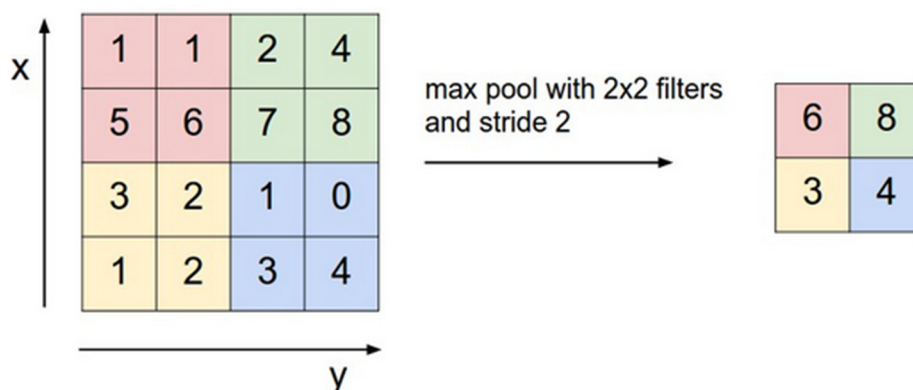 x
1 1 2 4
5 6 7 8
3 2 1 0
1 2 3 4
y
max pool with 2x2 filters
and stride 2
6 8
3 4